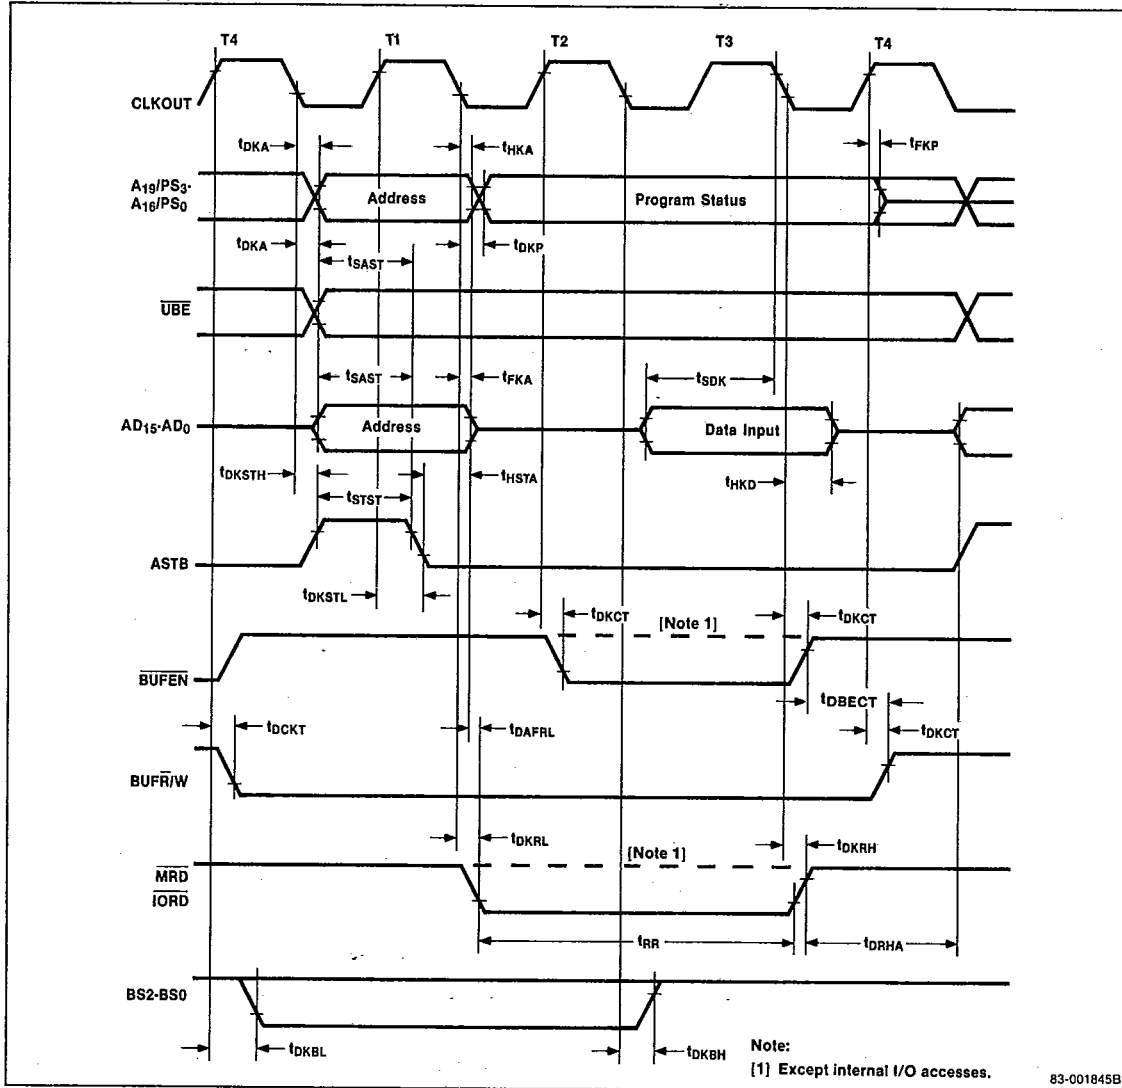 T4 T1 T2 T3 T4
CLKOUT
tDKA tHKA tFKP
A19/PS3-
A16/PS0
Address Program Status
tDKA tDKP
tSAST
UBE
tSAST tFKA tSDK
AD15-AD0 Address Data Input
tDKSTH tHSTA tHKD
tSTST
ASTB
tDKSTL
tDKCT [Note 1] tDKCT
BUFEN
tDBECT
tDCKT tDAFRL tDKCT
BUFR/W
tDKRL [Note 1] tDKRH
MRD
IORD
tRR tDRHA
BS2-BS0
tDKBL tDKBH
Note:
[1] Except internal I/O accesses.
83-001845B